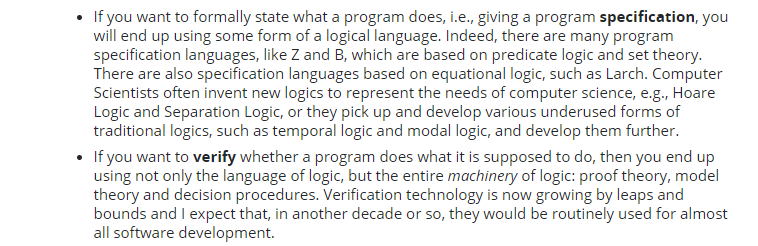 • If you want to formally state what a program does, i.e., giving a program specification, you
will end up using some form of a logical language. Indeed, there are many program
specification languages, like Z and B, which are based on predicate logic and set theory.
There are also specification languages based on equational logic, such as Larch. Computer
Scientists often invent new logics to represent the needs of computer science, e.g., Hoare
Logic and Separation Logic, or they pick up and develop various underused forms of
traditional logics, such as temporal logic and modal logic, and develop them further.
• If you want to verify whether a program does what it is supposed to do, then you end up
using not only the language of logic, but the entire machinery of logic: proof theory, model
theory and decision procedures. Verification technology is now growing by leaps and
bounds and I expect that, in another decade or so, they would be routinely used for almost
all software development.